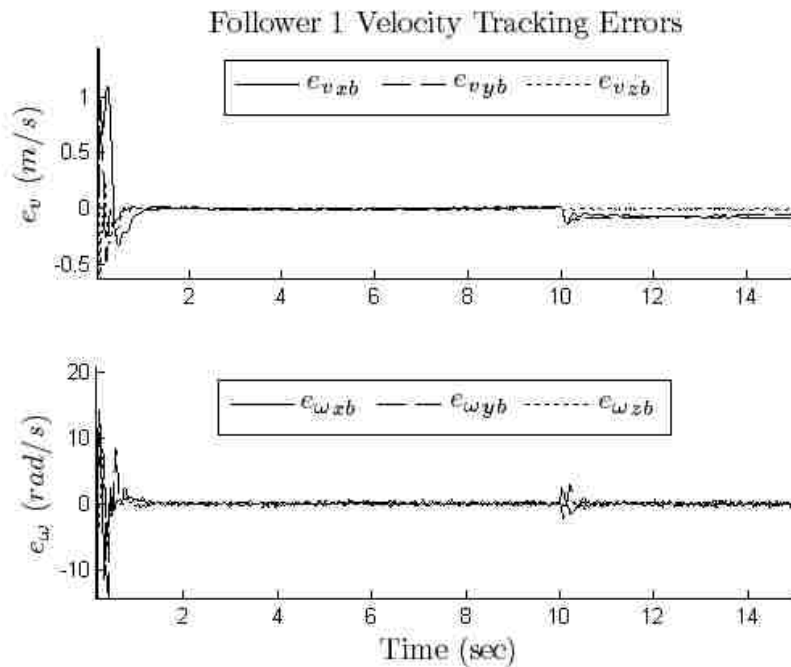 Follower 1 Velocity Tracking Errors
e_vxb e_vyb e_vzb
e_v (m/s)
1
0.5
0
-0.5
2 4 6 8 10 12 14
e_ωxb e_ωyb e_ωzb
e_ω (rad/s)
20
10
0
-10
2 4 6 8 10 12 14
Time (sec)